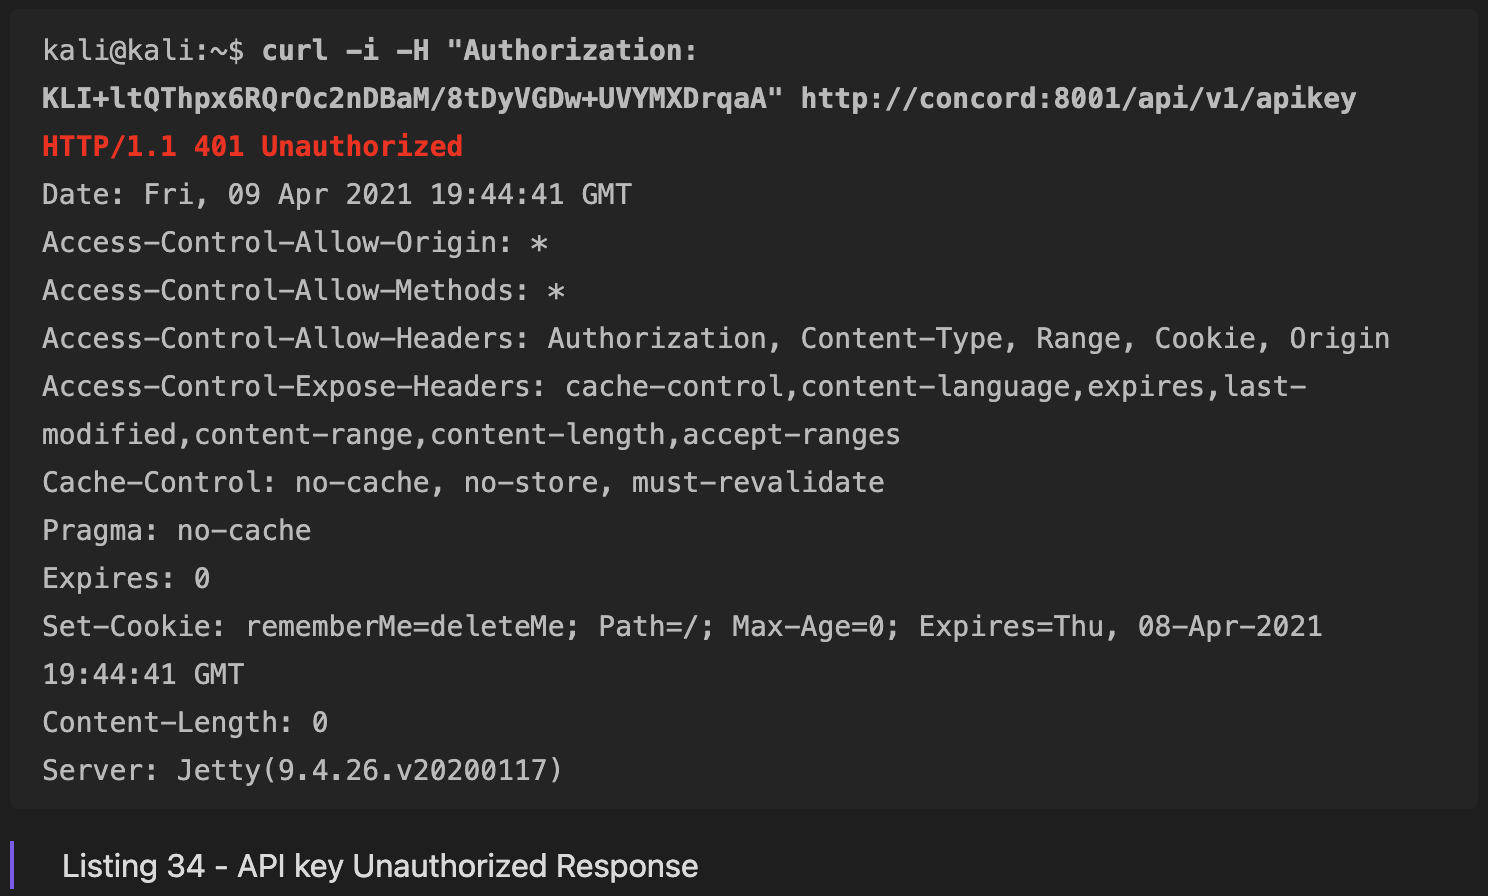 kali@kali:~$ curl -i -H "Authorization:
KLI+ltQThpx6RQrOc2nDBaM/8tDyVGDw+UVYMXDrqaA" http://concord:8001/api/v1/apikey
HTTP/1.1 401 Unauthorized
Date: Fri, 09 Apr 2021 19:44:41 GMT
Access-Control-Allow-Origin: *
Access-Control-Allow-Methods: *
Access-Control-Allow-Headers: Authorization, Content-Type, Range, Cookie, Origin
Access-Control-Expose-Headers: cache-control,content-language,expires,last-
modified,content-range,content-length,accept-ranges
Cache-Control: no-cache, no-store, must-revalidate
Pragma: no-cache
Expires: 0
Set-Cookie: rememberMe=deleteMe; Path=/; Max-Age=0; Expires=Thu, 08-Apr-2021
19:44:41 GMT
Content-Length: 0
Server: Jetty(9.4.26.v20200117)
Listing 34 - API key Unauthorized Response